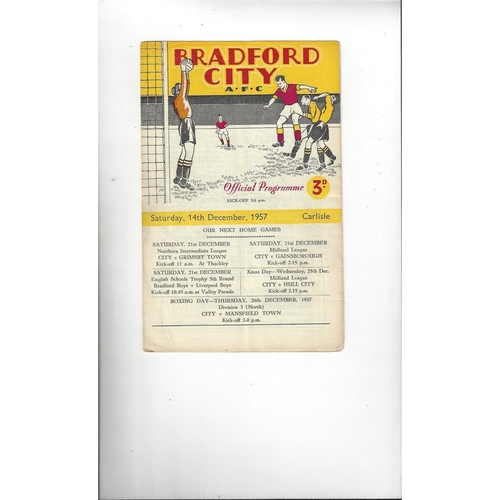 BRADFORD
CITY
A·F·C
Official Programme
3D.
KICK-OFF 3.0 p.m.
Saturday, 14th December, 1957 Carlisle
OUR NEXT HOME GAMES
SATURDAY, 21st DECEMBER
Northern Intermediate League
CITY v GRIMSBY TOWN
Kick-off 11 a.m. At Thackley
SATURDAY, 21st DECEMBER
Midland League
CITY v GAINSBOROUGH
Kick-off 2.15 p.m.
SATURDAY, 21st DECEMBER
English Schools Trophy 5th Round
Bradford Boys v Liverpool Boys
Kick-off 10.45 a.m. at Valley Parade
Xmas Day—Wednesday, 25th Dec.
Midland League
CITY v HULL CITY
Kick-off 2.15 p.m.
BOXING DAY—THURSDAY, 26th DECEMBER, 1957
Division 3 (North)
CITY v MANSFIELD TOWN
Kick-off 3.0 p.m.